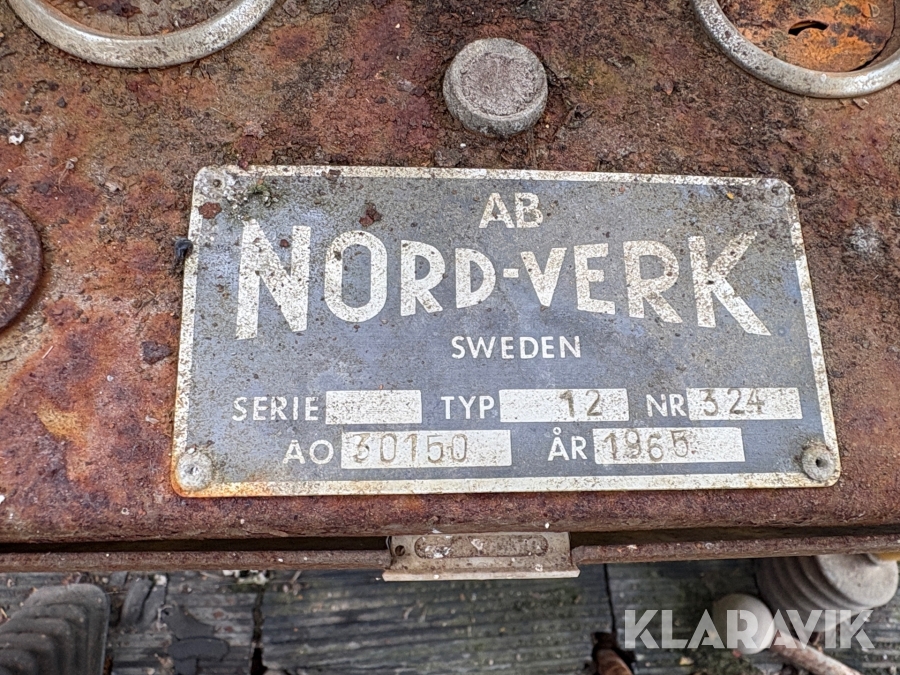 AB
NORD-VERK
SWEDEN
SERIE TYP 12 NR 324
AO 30150 ÅR 1965
KLARAVIK